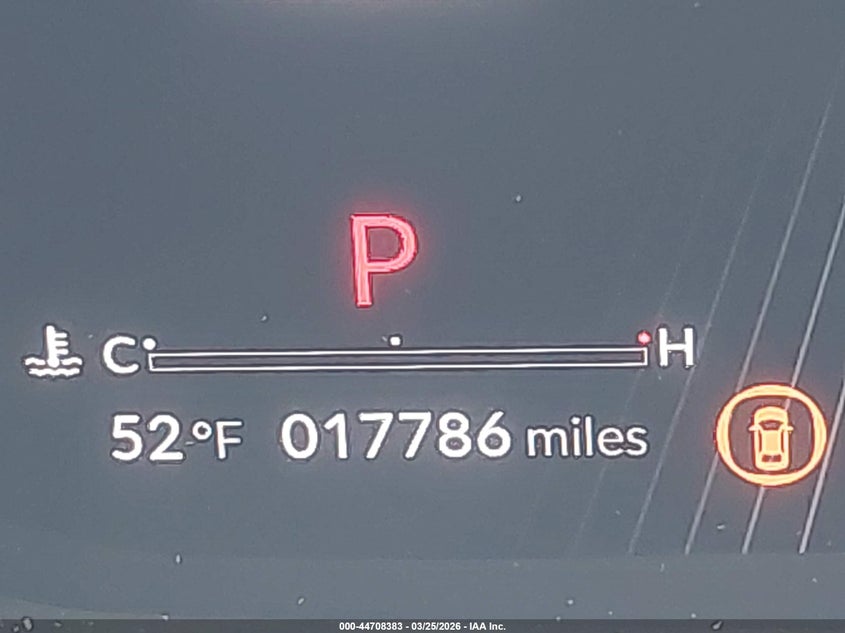 P
C H
52°F 017786 miles
000-44708383 - 03/25/2026 - IAA Inc.